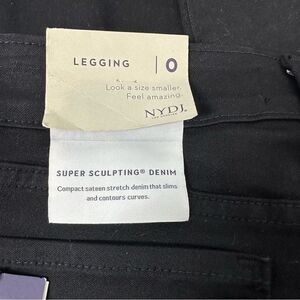 LEGGING | 0
Look a size smaller.
Feel amazing.
NYDJ
SUPER SCULPTING® DENIM
Compact sateen stretch denim that slims
and contours curves.